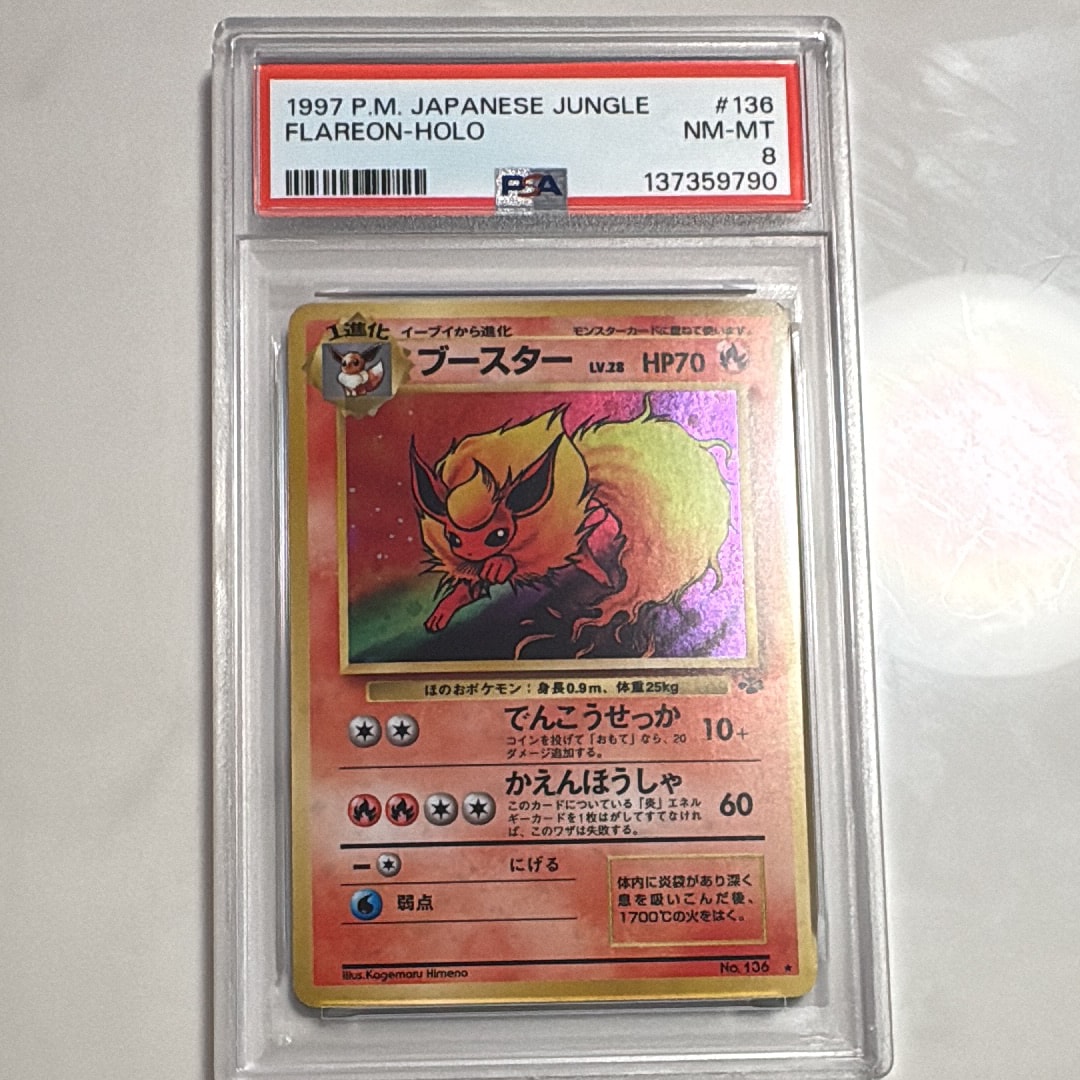 1997 P.M. JAPANESE JUNGLE #136
FLAREON-HOLO NM-MT
8
PSA 137359790
1進化 イーブイから進化 モンスターカードに重ねて使います。
ブースター LV.28 HP70
ほのおポケモン:身長0.9m、体重25kg
でんこうせっか 10+
コインを投げて「おもて」なら、20
ダメージ追加する。
かえんほうしゃ 60
このカードについている「炎」エネル
ギーカードを1枚はがしてすてなけれ
ば、このワザは失敗する。
にげる
弱点
体内に炎袋があり深く
息を吸いこんだ後、
1700℃の火をはく。
Illus.Kagemaru Himeno No. 136 ★